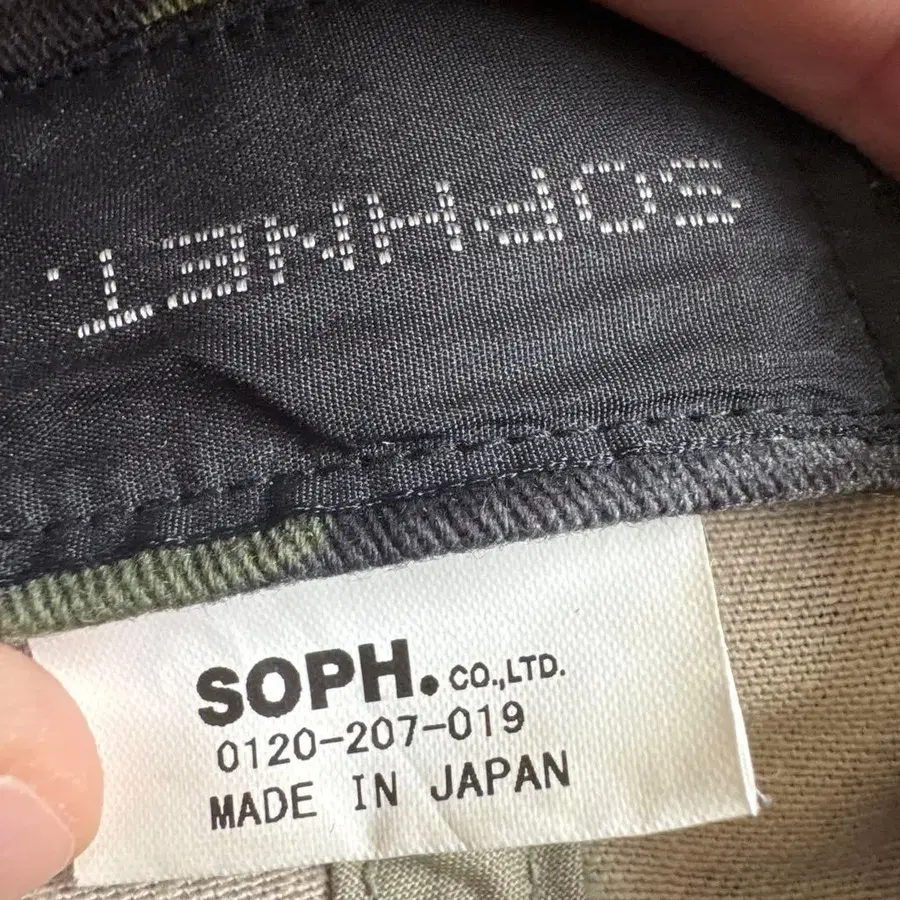 SOPHNET.
SOPH. CO.,LTD.
0120-207-019
MADE IN JAPAN